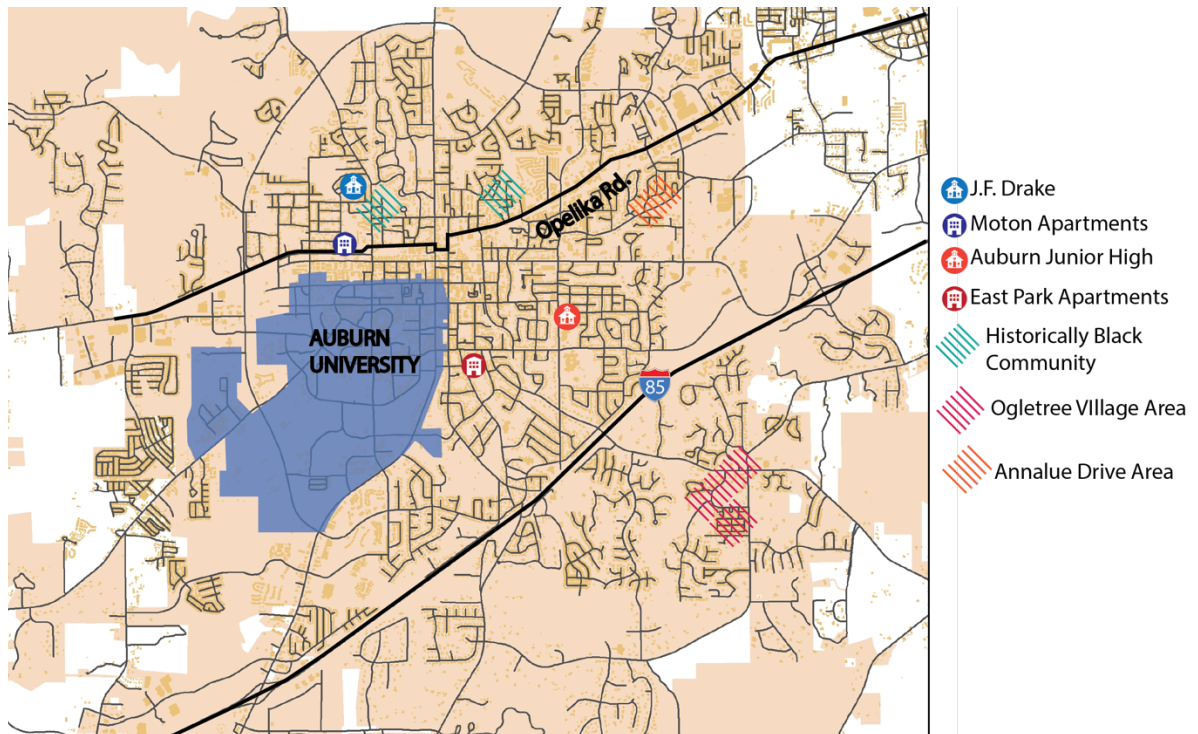 Opelika Rd.
AUBURN
UNIVERSITY
85
J.F. Drake
Moton Apartments
Auburn Junior High
East Park Apartments
Historically Black
Community
Ogletree VIllage Area
Annalue Drive Area